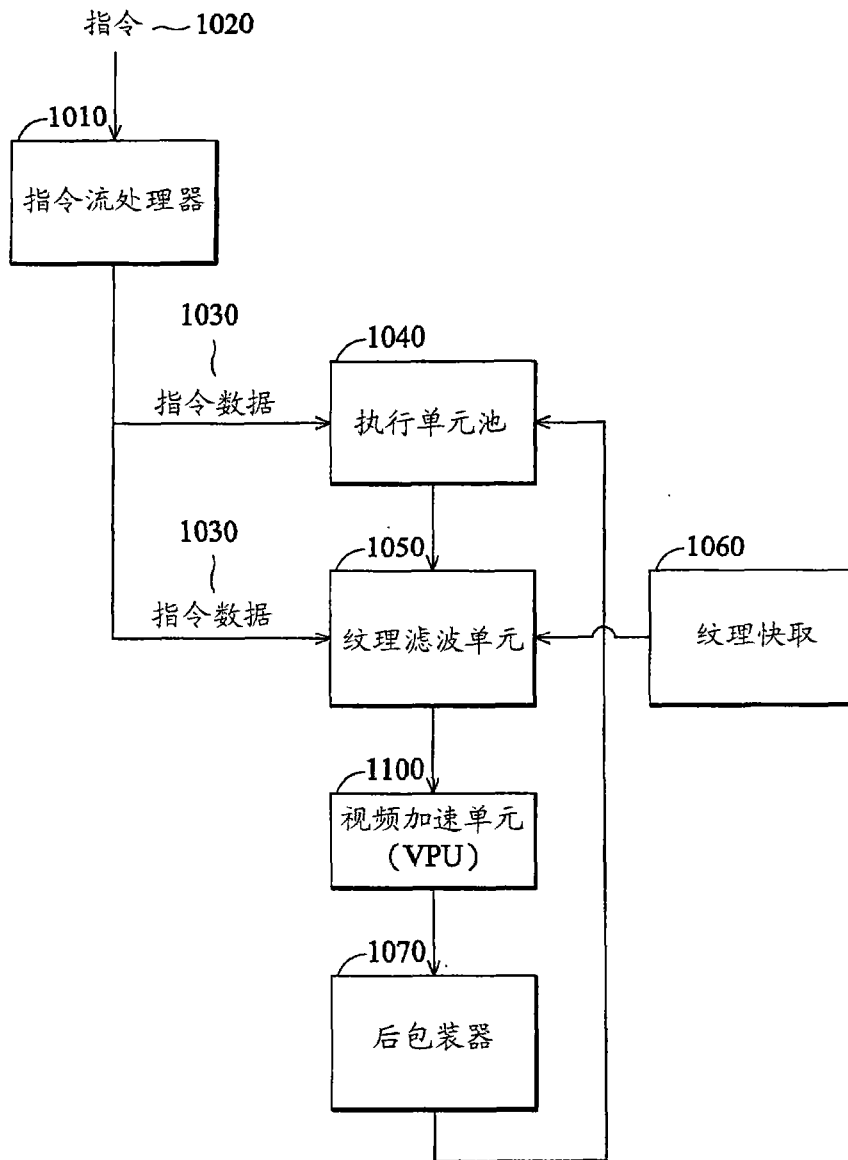 指令 1020
1010
指令流处理器
1030
指令数据
1040
执行单元池
1030
指令数据
1050
纹理滤波单元
1060
纹理快取
1100
视频加速单元
（VPU）
1070
后包装器